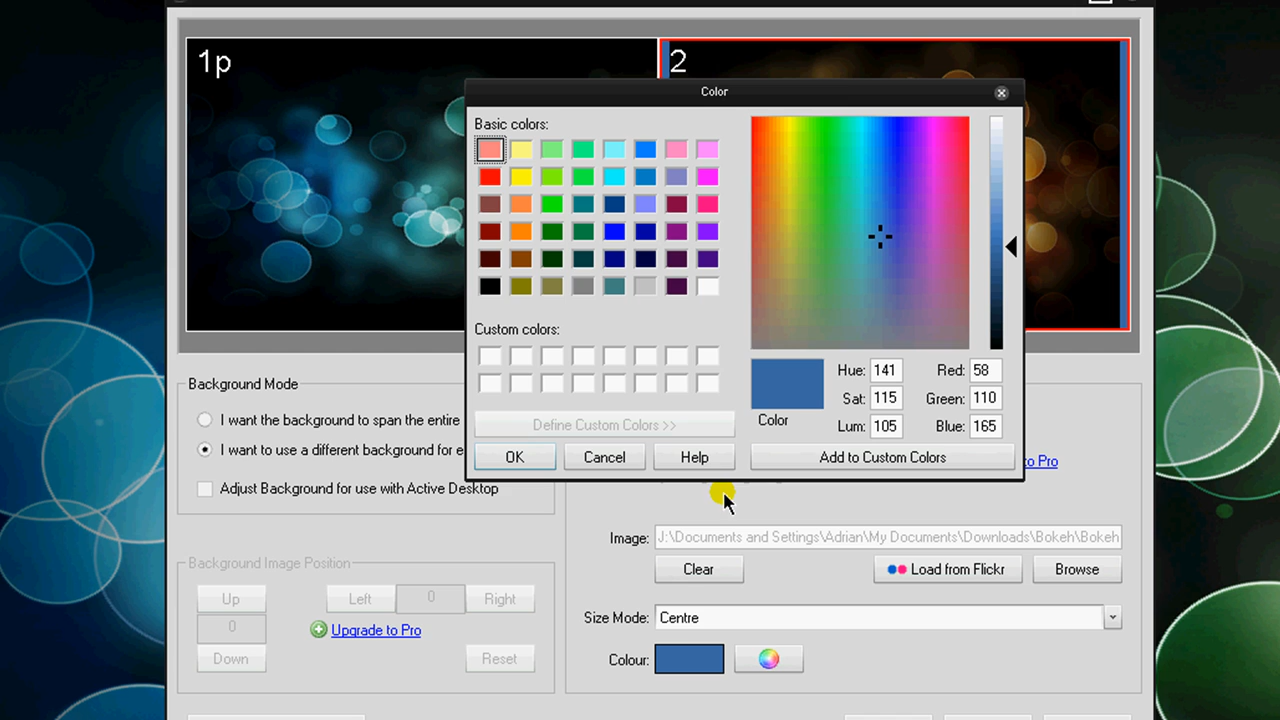 1p
2
Color
Basic colors:
Custom colors:
Define Custom Colors >>
OK
Cancel
Help
Hue: 141
Sat: 115
Lum: 105
Red: 58
Green: 110
Blue: 165
Color
Add to Custom Colors
Background Mode
I want the background to span the entire
I want to use a different background for e
Adjust Background for use with Active Desktop
to Pro
Background Image Position
Up
0
Down
Left
0
Right
Upgrade to Pro
Reset
Image: J:\Documents and Settings\Adrian\My Documents\Downloads\Bokeh\Bokeh
Clear
Load from Flickr
Browse
Size Mode: Centre
Colour: